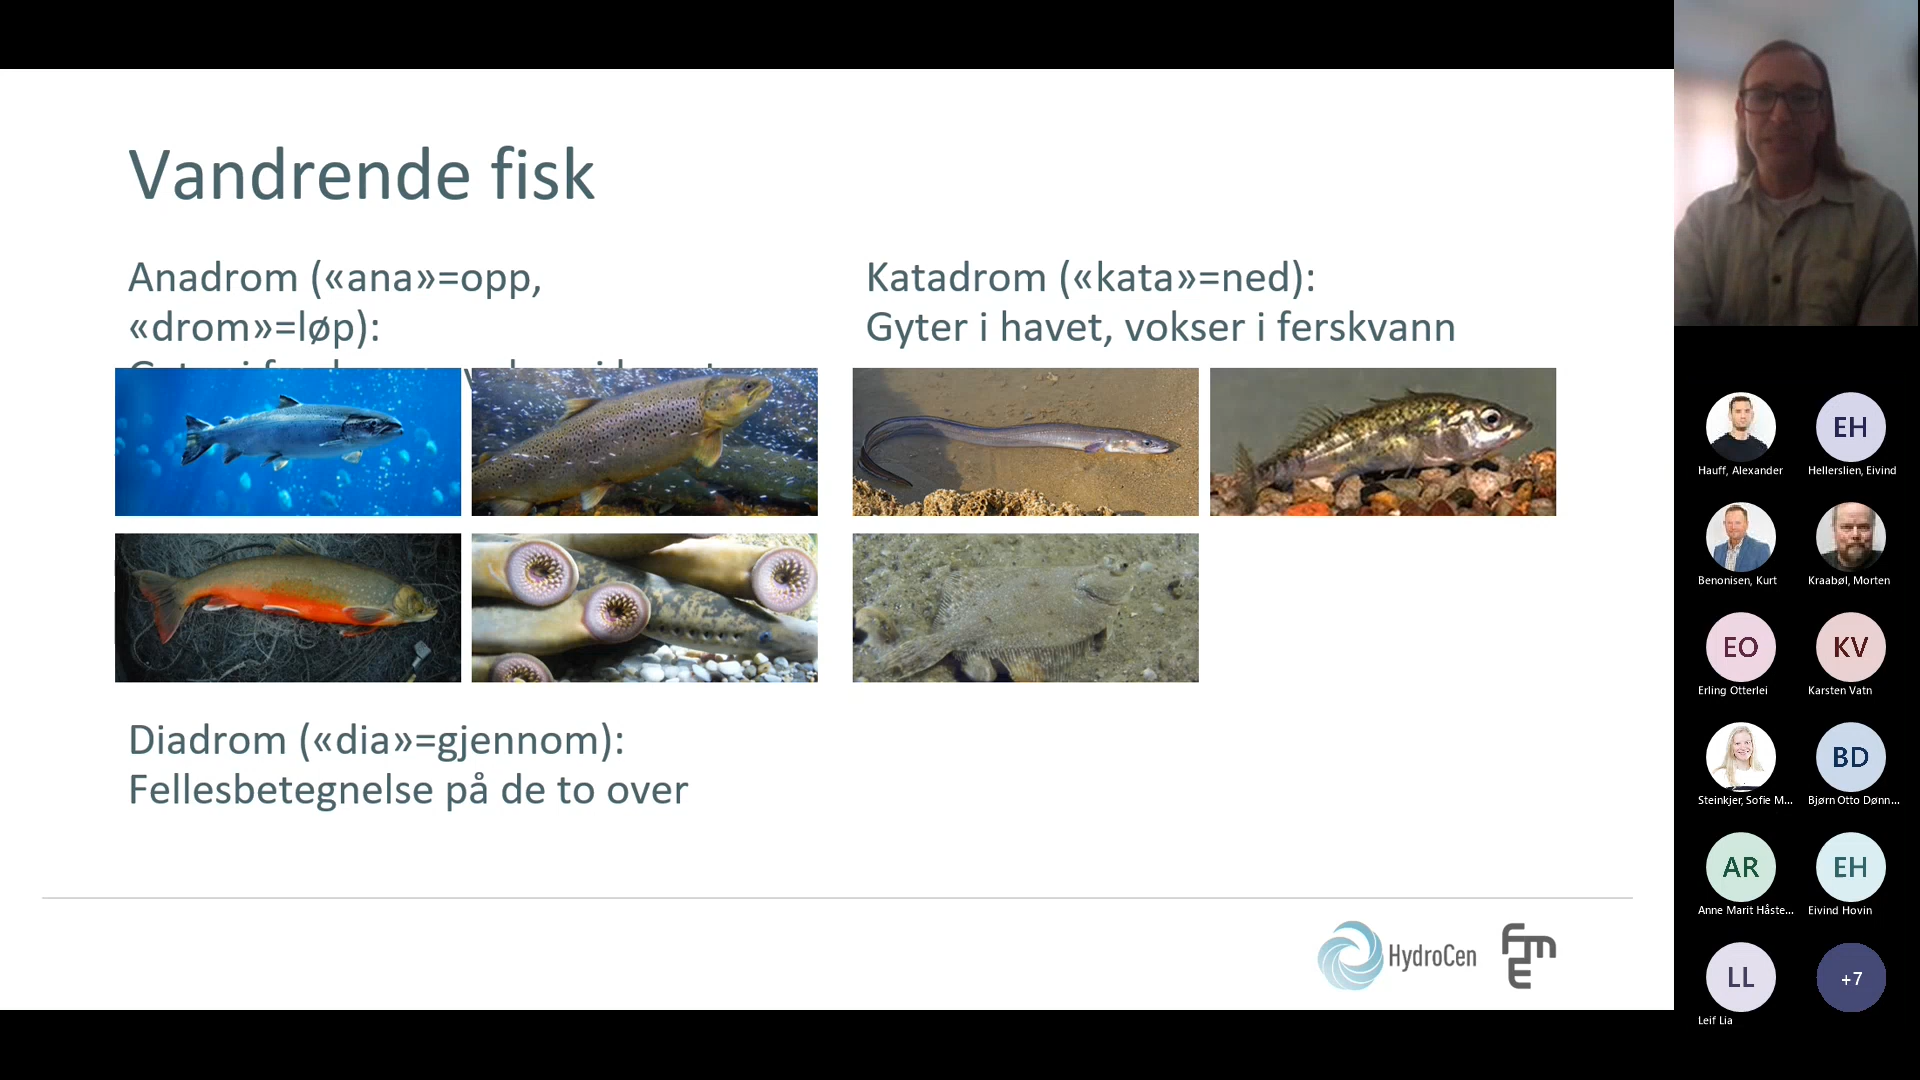 Vandrende fisk
Anadrom («ana»=opp,
«drom»=løp):
Katadrom («kata»=ned):
Gyter i havet, vokser i ferskvann
Diadrom («dia»=gjennom):
Fellesbetegnelse på de to over
HydroCen
FME
EH
Hauff, Alexander
Hellerslien, Eivind
Benonisen, Kurt
Kraabøl, Morten
EO
KV
Erling Otterlei
Karsten Vatn
BD
Steinkjer, Sofie M...
Bjørn Otto Dønn...
AR
EH
Anne Marit Håste...
Eivind Hovin
LL
+7
Leif Lia